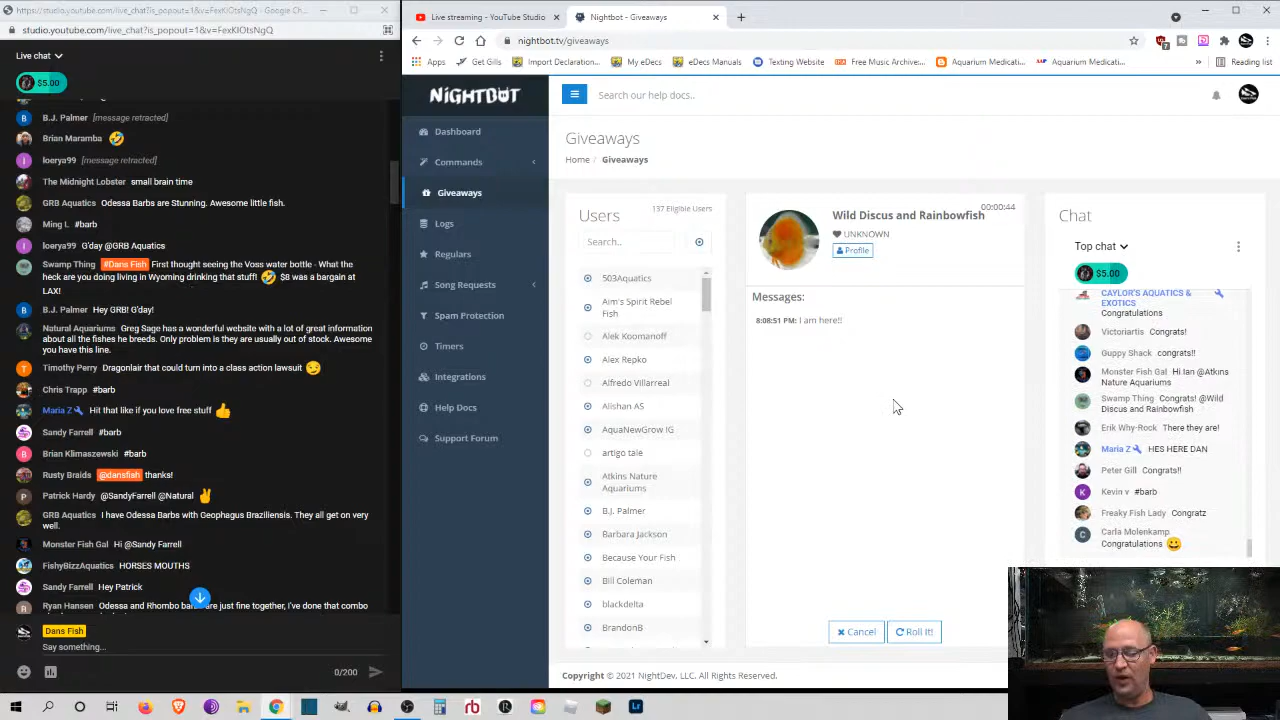 https://studio.youtube.com/live_chat?is_popout=1&v=FexKIOtsNgQ - Google Chr...
studio.youtube.com/live_chat?is_popout=1&v=FexKIOtsNgQ
Live chat
$5.00
B.J. Palmer [message retracted]
Brian Maramba 🤣
loerya99 [message retracted]
The Midnight Lobster small brain time
GRB Aquatics Odessa Barbs are Stunning. Awesome little fish.
Ming L #barb
loerya99 G'day @GRB Aquatics
Swamp Thing #Dans Fish First thought seeing the Voss water bottle - What the
heck are you doing living in Wyoming drinking that stuff! 🤣 $8 was a bargain at
LAX!
B.J. Palmer Hey GRB! G'day!
Natural Aquariums Greg Sage has a wonderful website with a lot of great information
about all the fishes he breeds. Only problem is they are usually out of stock. Awesome
you have this line.
Timothy Perry Dragonlair that could turn into a class action lawsuit 😏
Chris Trapp #barb
Maria Z Hit that like if you love free stuff 👍
Sandy Farrell #barb
Brian Klimaszewski #barb
Rusty Braids @dansfish thanks!
Patrick Hardy @SandyFarrell @Natural ✌
GRB Aquatics I have Odessa Barbs with Geophagus Braziliensis. They all get on very
well.
Monster Fish Gal Hi @Sandy Farrell
FishyBizzAquatics HORSES MOUTHS
Sandy Farrell Hey Patrick
Ryan Hansen Odessa and Rhombo barbs are just fine together, I've done that combo
Dans Fish
Say something...
0/200
Live streaming - YouTube Studio
Nightbot - Giveaways
nightbot.tv/giveaways
Apps
Get Gills
Import Declaration...
My eDecs
eDecs Manuals
Texting Website
Free Music Archive:...
Aquarium Medicati...
Aquarium Medicati...
Reading list
NIGHTBOT
Search our help docs..
Dashboard
Commands
Giveaways
Logs
Regulars
Song Requests
Spam Protection
Timers
Integrations
Help Docs
Support Forum
Giveaways
Home / Giveaways
Users
137 Eligible Users
Search..
503Aquatics
Aim's Spirit Rebel
Fish
Alek Koomanoff
Alex Repko
Alfredo Villarreal
Alishan AS
AquaNewGrow IG
artigo tale
Atkins Nature
Aquariums
B.J. Palmer
Barbara Jackson
Because Your Fish
Bill Coleman
blackdelta
BrandonB
00:00:44
Wild Discus and Rainbowfish
UNKNOWN
Profile
Messages:
8:08:51 PM: I am here!!
Cancel
Roll It!
Chat
Top chat
$5.00
CAYLOR'S AQUATICS &
EXOTICS
Congratulations
Victoriartis Congrats!
Guppy Shack congrats!!
Monster Fish Gal Hi Ian @Atkins
Nature Aquariums
Swamp Thing Congrats! @Wild
Discus and Rainbowfish
Erik Why-Rock There they are!
Maria Z HES HERE DAN
Peter Gill Congrats!!
Kevin v #barb
Freaky Fish Lady Congratz
Carla Molenkamp
Congratulations 😀
Copyright © 2021 NightDev, LLC. All Rights Reserved.